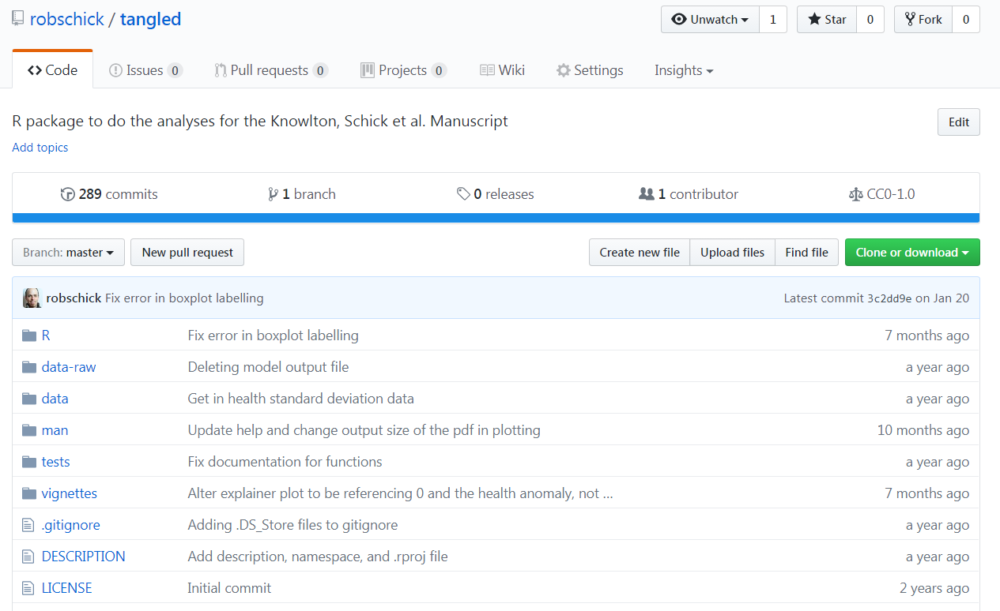 robschick / tangled
Unwatch 1 Star 0 Fork 0
Code Issues 0 Pull requests 0 Projects 0 Wiki Settings Insights
R package to do the analyses for the Knowlton, Schick et al. Manuscript Edit
Add topics
289 commits 1 branch 0 releases 1 contributor CC0-1.0
Branch: master New pull request Create new file Upload files Find file Clone or download
robschick Fix error in boxplot labelling Latest commit 3c2dd9e on Jan 20
R Fix error in boxplot labelling 7 months ago
data-raw Deleting model output file a year ago
data Get in health standard deviation data a year ago
man Update help and change output size of the pdf in plotting 10 months ago
tests Fix documentation for functions a year ago
vignettes Alter explainer plot to be referencing 0 and the health anomaly, not ... 7 months ago
.gitignore Adding .DS_Store files to gitignore a year ago
DESCRIPTION Add description, namespace, and .rproj file a year ago
LICENSE Initial commit 2 years ago